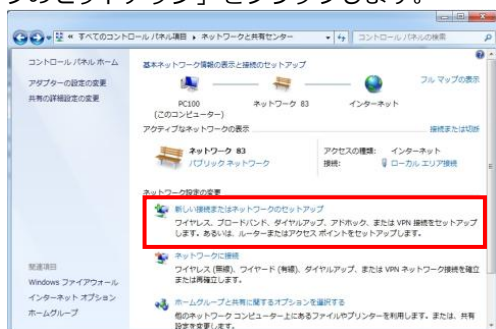 クのセットアップ」をクリックします。
すべてのコントロール パネル項目 ▸ ネットワークと共有センター
コントロール パネルの検索
コントロール パネル ホーム
アダプターの設定の変更
共有の詳細設定の変更
基本ネットワーク情報の表示と接続のセットアップ
フル マップの表示
PC100
(このコンピューター)
ネットワーク 83
インターネット
アクティブなネットワークの表示
接続または切断
ネットワーク 83
パブリック ネットワーク
アクセスの種類: インターネット
接続: ローカル エリア接続
ネットワーク設定の変更
新しい接続またはネットワークのセットアップ
ワイヤレス、ブロードバンド、ダイヤルアップ、アドホック、または VPN 接続をセットアップ
します。あるいは、ルーターまたはアクセス ポイントをセットアップします。
ネットワークに接続
ワイヤレス (無線)、ワイヤード (有線)、ダイヤルアップ、または VPN ネットワーク接続を確立
または再確立します。
ホームグループと共有に関するオプションを選択する
他のネットワーク コンピューター上にあるファイルやプリンターを利用します。または、共有
設定を変更します。
関連項目
Windows ファイアウォール
インターネット オプション
ホームグループ